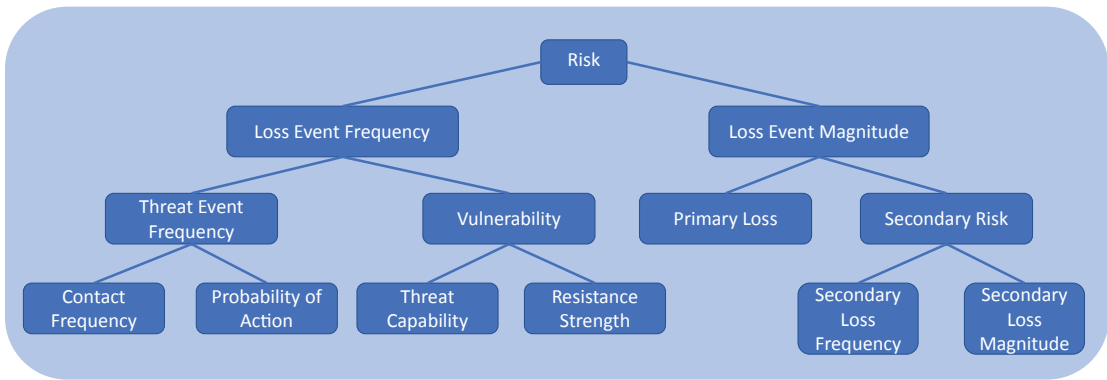 Risk
Loss Event Frequency
Loss Event Magnitude
Threat Event
Frequency
Vulnerability
Primary Loss
Secondary Risk
Contact
Frequency
Probability of
Action
Threat
Capability
Resistance
Strength
Secondary
Loss
Frequency
Secondary
Loss
Magnitude